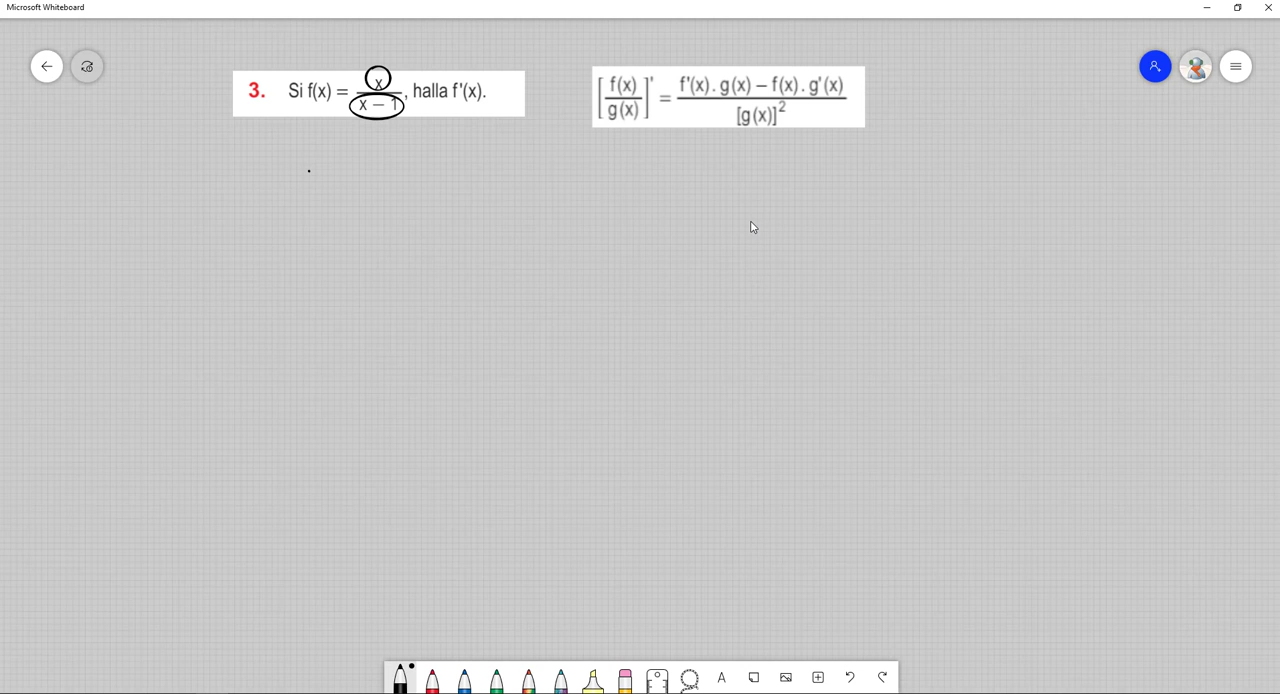 Microsoft Whiteboard
3. Si f(x) = x / x − 1, halla f'(x).
[f(x) / g(x)]' = f'(x) . g(x) − f(x) . g'(x) / [g(x)]²
A